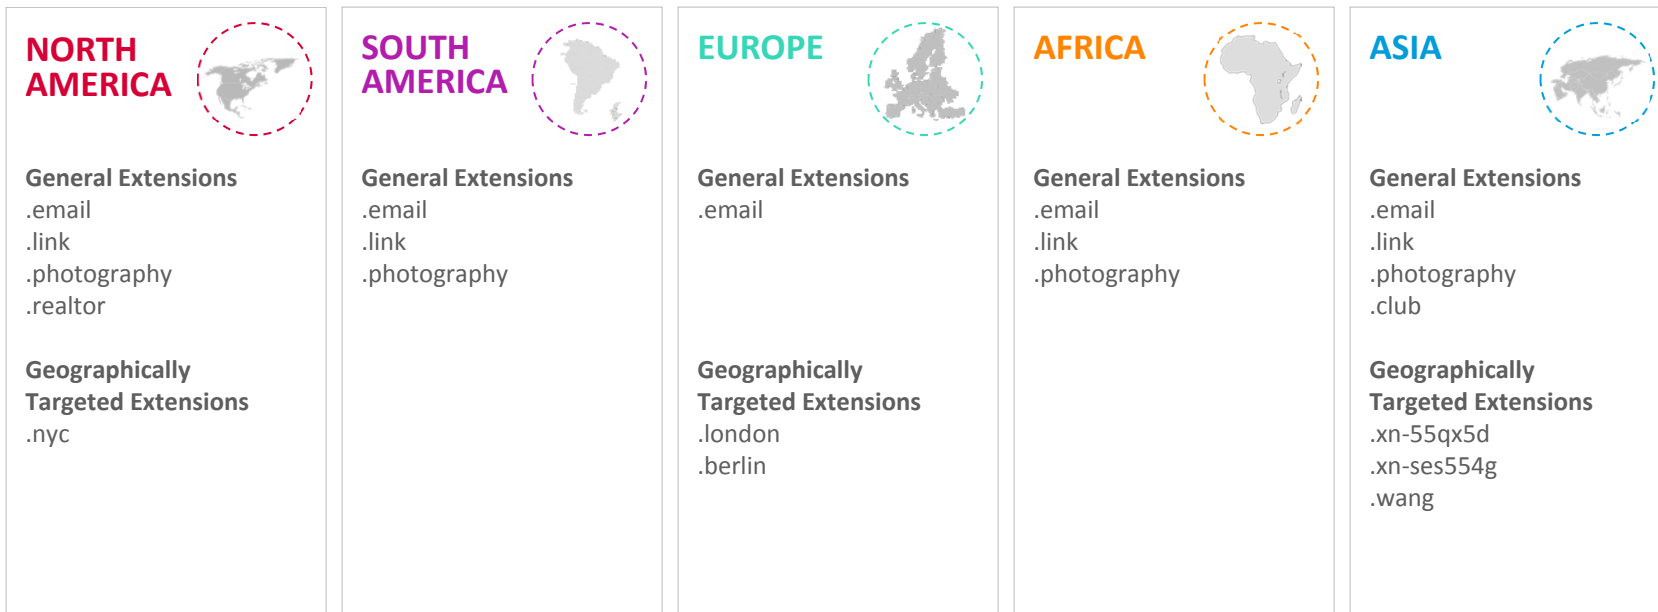 NORTH
AMERICA
General Extensions
.email
.link
.photography
.realtor
Geographically
Targeted Extensions
.nyc
SOUTH
AMERICA
General Extensions
.email
.link
.photography
EUROPE
General Extensions
.email
Geographically
Targeted Extensions
.london
.berlin
AFRICA
General Extensions
.email
.link
.photography
ASIA
General Extensions
.email
.link
.photography
.club
Geographically
Targeted Extensions
.xn-55qx5d
.xn-ses554g
.wang